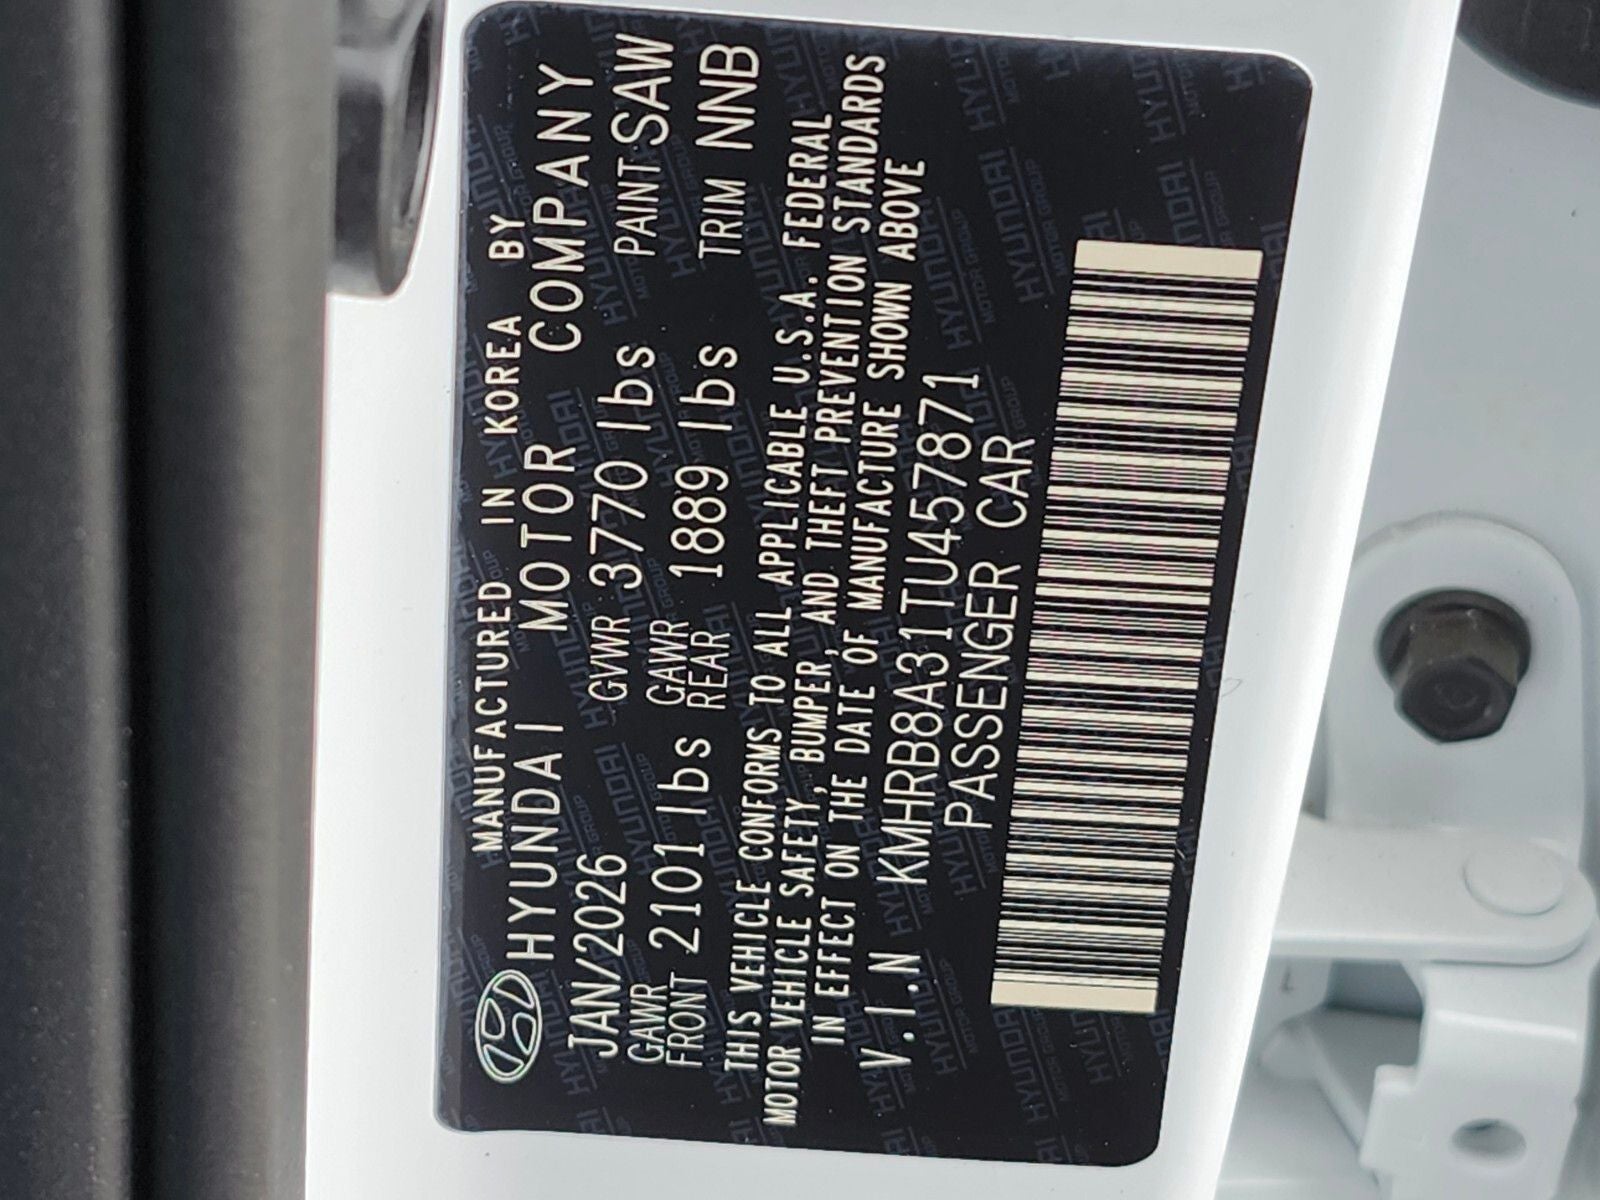 MANUFACTURED IN KOREA BY
HYUNDAI MOTOR COMPANY
JAN/2026 GVWR 3770 lbs PAINT SAW
GAWR FRONT 2101 lbs GAWR REAR 1889 lbs TRIM NNB
THIS VEHICLE CONFORMS TO ALL APPLICABLE U.S.A. FEDERAL
MOTOR VEHICLE SAFETY, BUMPER, AND THEFT PREVENTION STANDARDS
IN EFFECT ON THE DATE OF MANUFACTURE SHOWN ABOVE
V.I.N KMHRB8A31TU457871
PASSENGER CAR